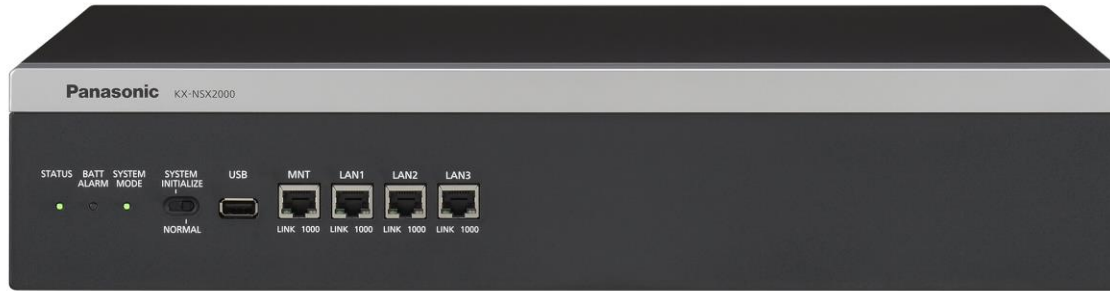 Panasonic KX-NSX2000
STATUS BATT ALARM SYSTEM MODE SYSTEM INITIALIZE USB MNT LAN1 LAN2 LAN3
NORMAL LINK 1000 LINK 1000 LINK 1000 LINK 1000